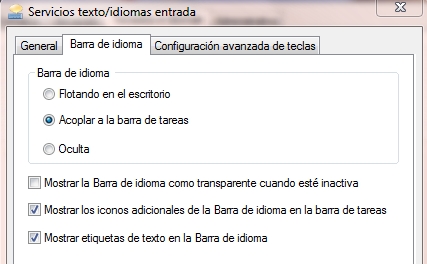 Servicios texto/idiomas entrada
General Barra de idioma Configuración avanzada de teclas
Barra de idioma
Flotando en el escritorio
Acoplar a la barra de tareas
Oculta
Mostrar la Barra de idioma como transparente cuando esté inactiva
Mostrar los iconos adicionales de la Barra de idioma en la barra de tareas
Mostrar etiquetas de texto en la Barra de idioma